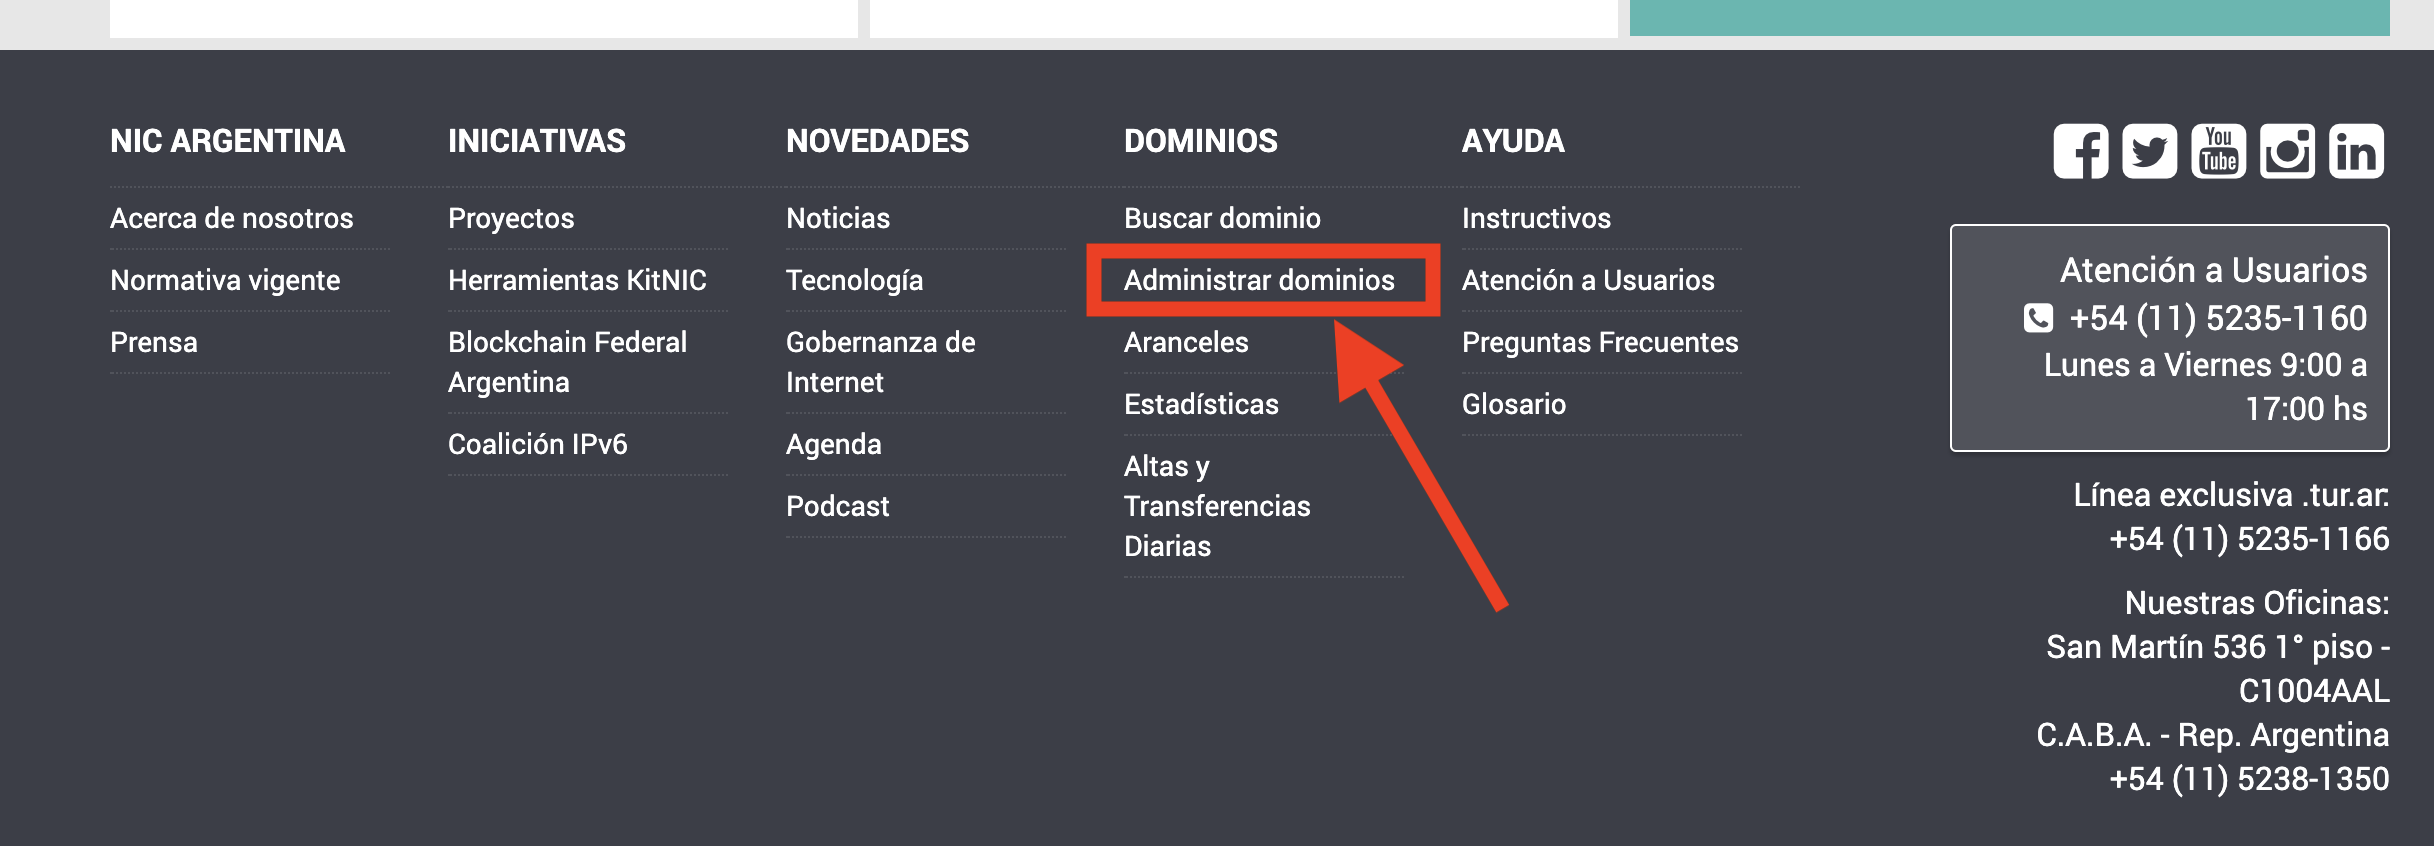 NIC ARGENTINA
Acerca de nosotros
Normativa vigente
Prensa
INICIATIVAS
Proyectos
Herramientas KitNIC
Blockchain Federal
Argentina
Coalición IPv6
NOVEDADES
Noticias
Tecnología
Gobernanza de
Internet
Agenda
Podcast
DOMINIOS
Buscar dominio
Administrar dominios
Aranceles
Estadísticas
Altas y
Transferencias
Diarias
AYUDA
Instructivos
Atención a Usuarios
Preguntas Frecuentes
Glosario
You
Tube
Atención a Usuarios
+54 (11) 5235-1160
Lunes a Viernes 9:00 a
17:00 hs
Línea exclusiva .tur.ar:
+54 (11) 5235-1166
Nuestras Oficinas:
San Martín 536 1° piso -
C1004AAL
C.A.B.A. - Rep. Argentina
+54 (11) 5238-1350